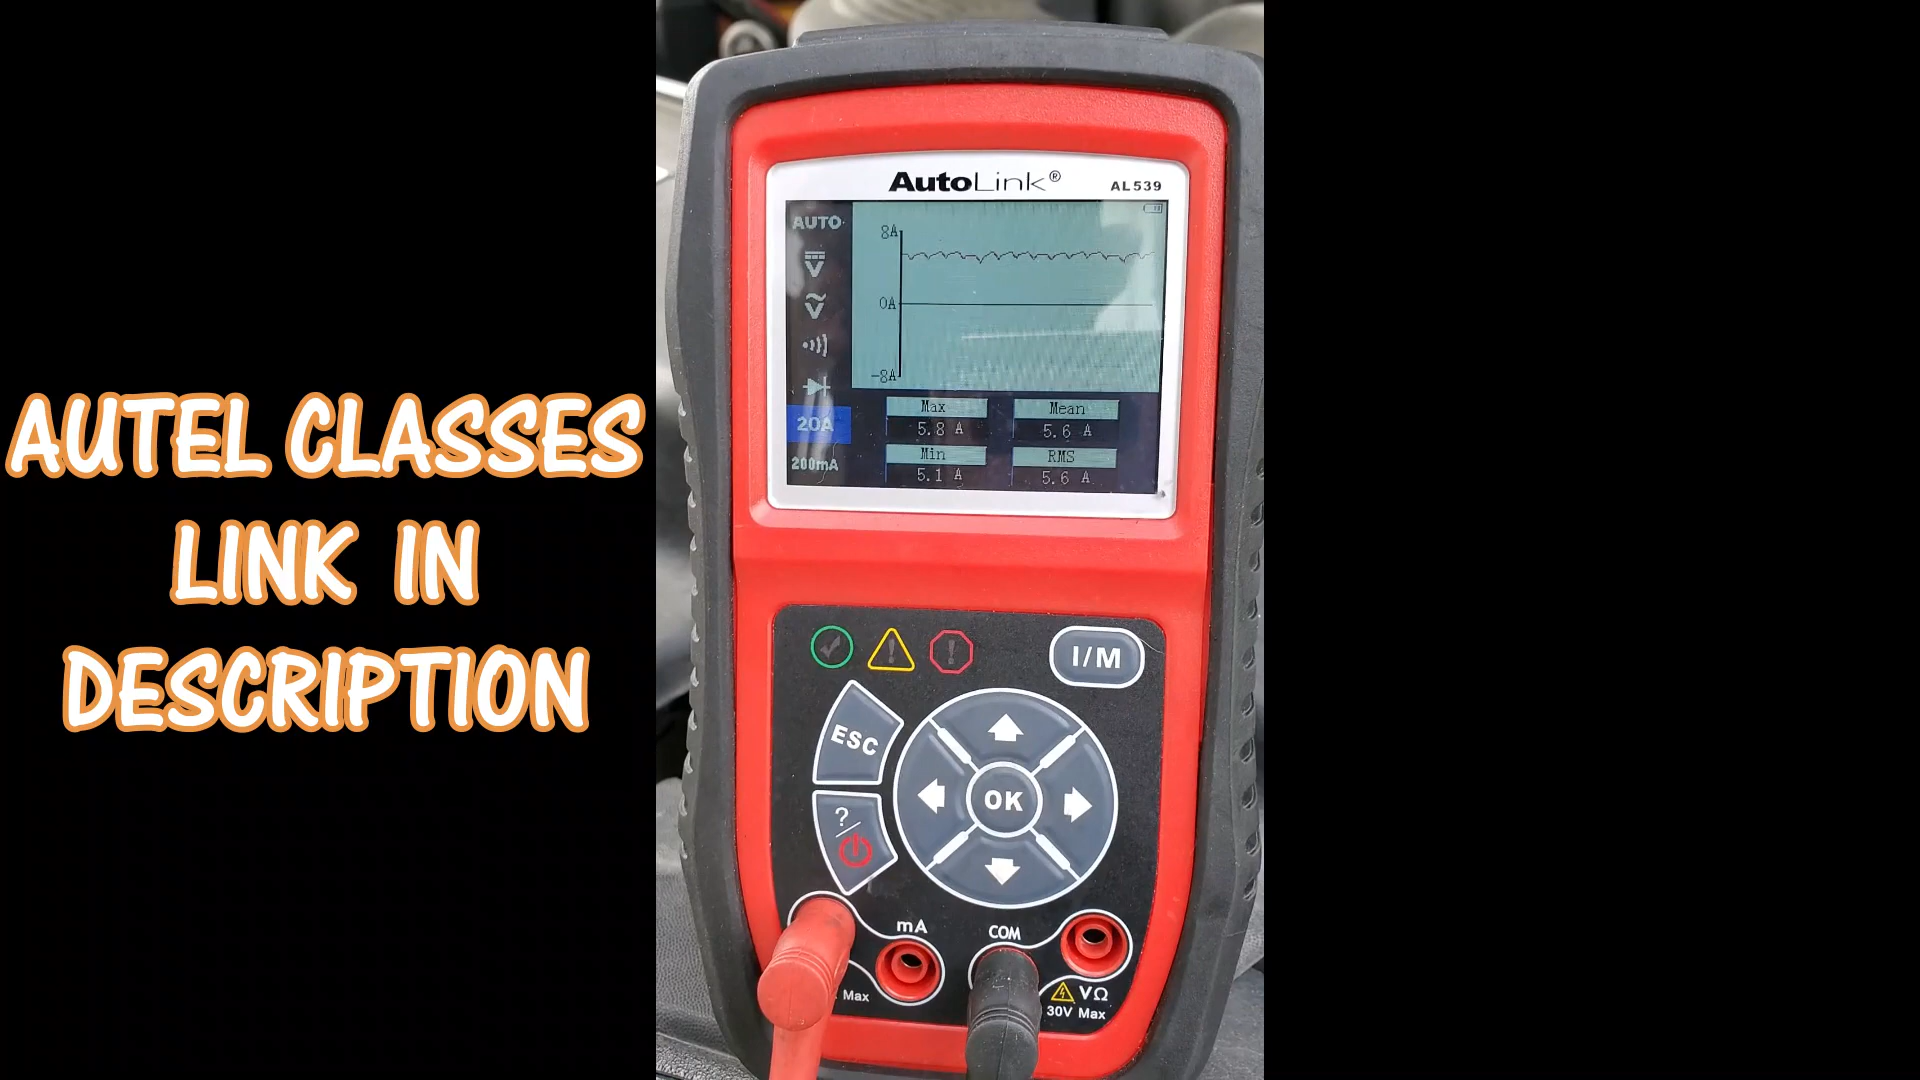 AUTEL CLASSES
LINK IN
DESCRIPTION
AutoLink®
AL539
AUTO
V
V
20A
200mA
8A
0A
-8A
Max
5.8 A
Mean
5.6 A
Min
5.1 A
RMS
5.6 A
I/M
ESC
OK
?
mA
COM
Max
VΩ
30V Max